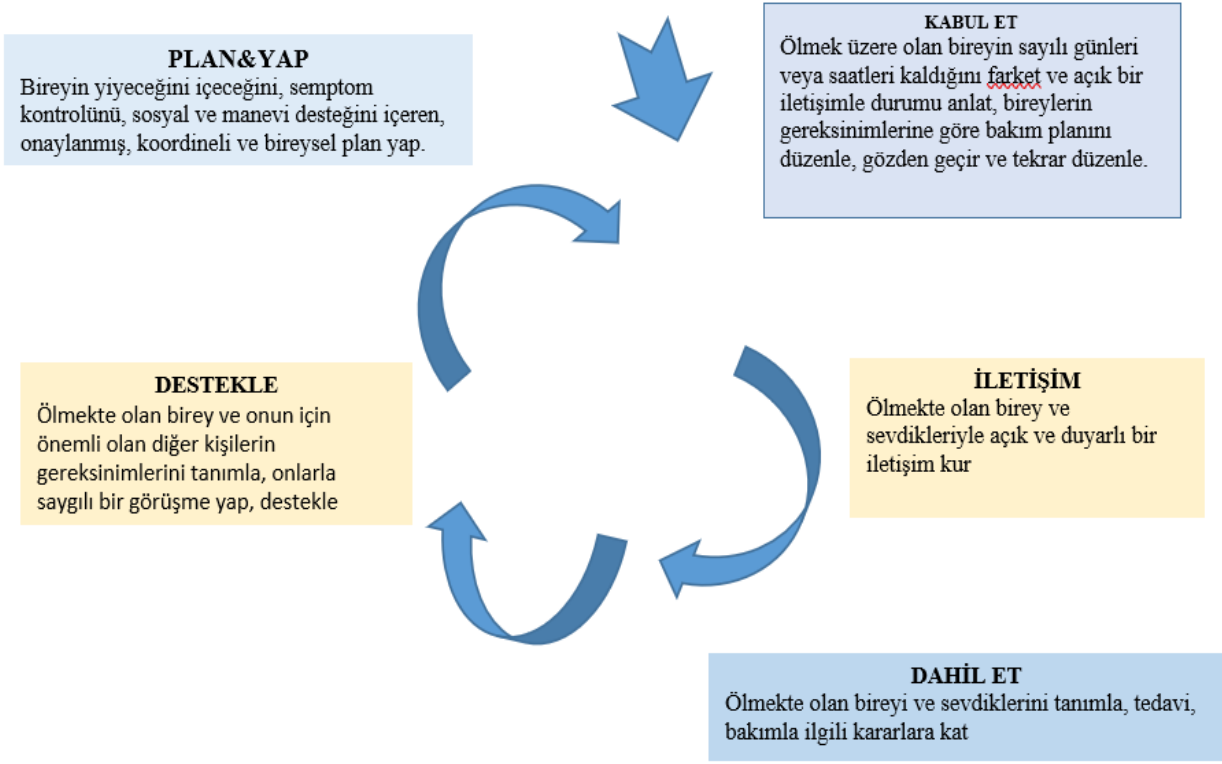 KABUL ET
Ölmek üzere olan bireyin sayılı günleri
veya saatleri kaldığını farket ve açık bir
iletişimle durumu anlat, bireylerin
gereksinimlerine göre bakım planını
düzenle, gözden geçir ve tekrar düzenle.
İLETİŞİM
Ölmekte olan birey ve
sevdikleriyle açık ve duyarlı bir
iletişim kur
DAHİL ET
Ölmekte olan bireyi ve sevdiklerini tanımla, tedavi,
bakımla ilgili kararlara kat
DESTEKLE
Ölmekte olan birey ve onun için
önemli olan diğer kişilerin
gereksinimlerini tanımla, onlarla
saygılı bir görüşme yap, destekle
PLAN&YAP
Bireyin yiyeceğini içeceğini, semptom
kontrolünü, sosyal ve manevi desteğini içeren,
onaylanmış, koordineli ve bireysel plan yap.